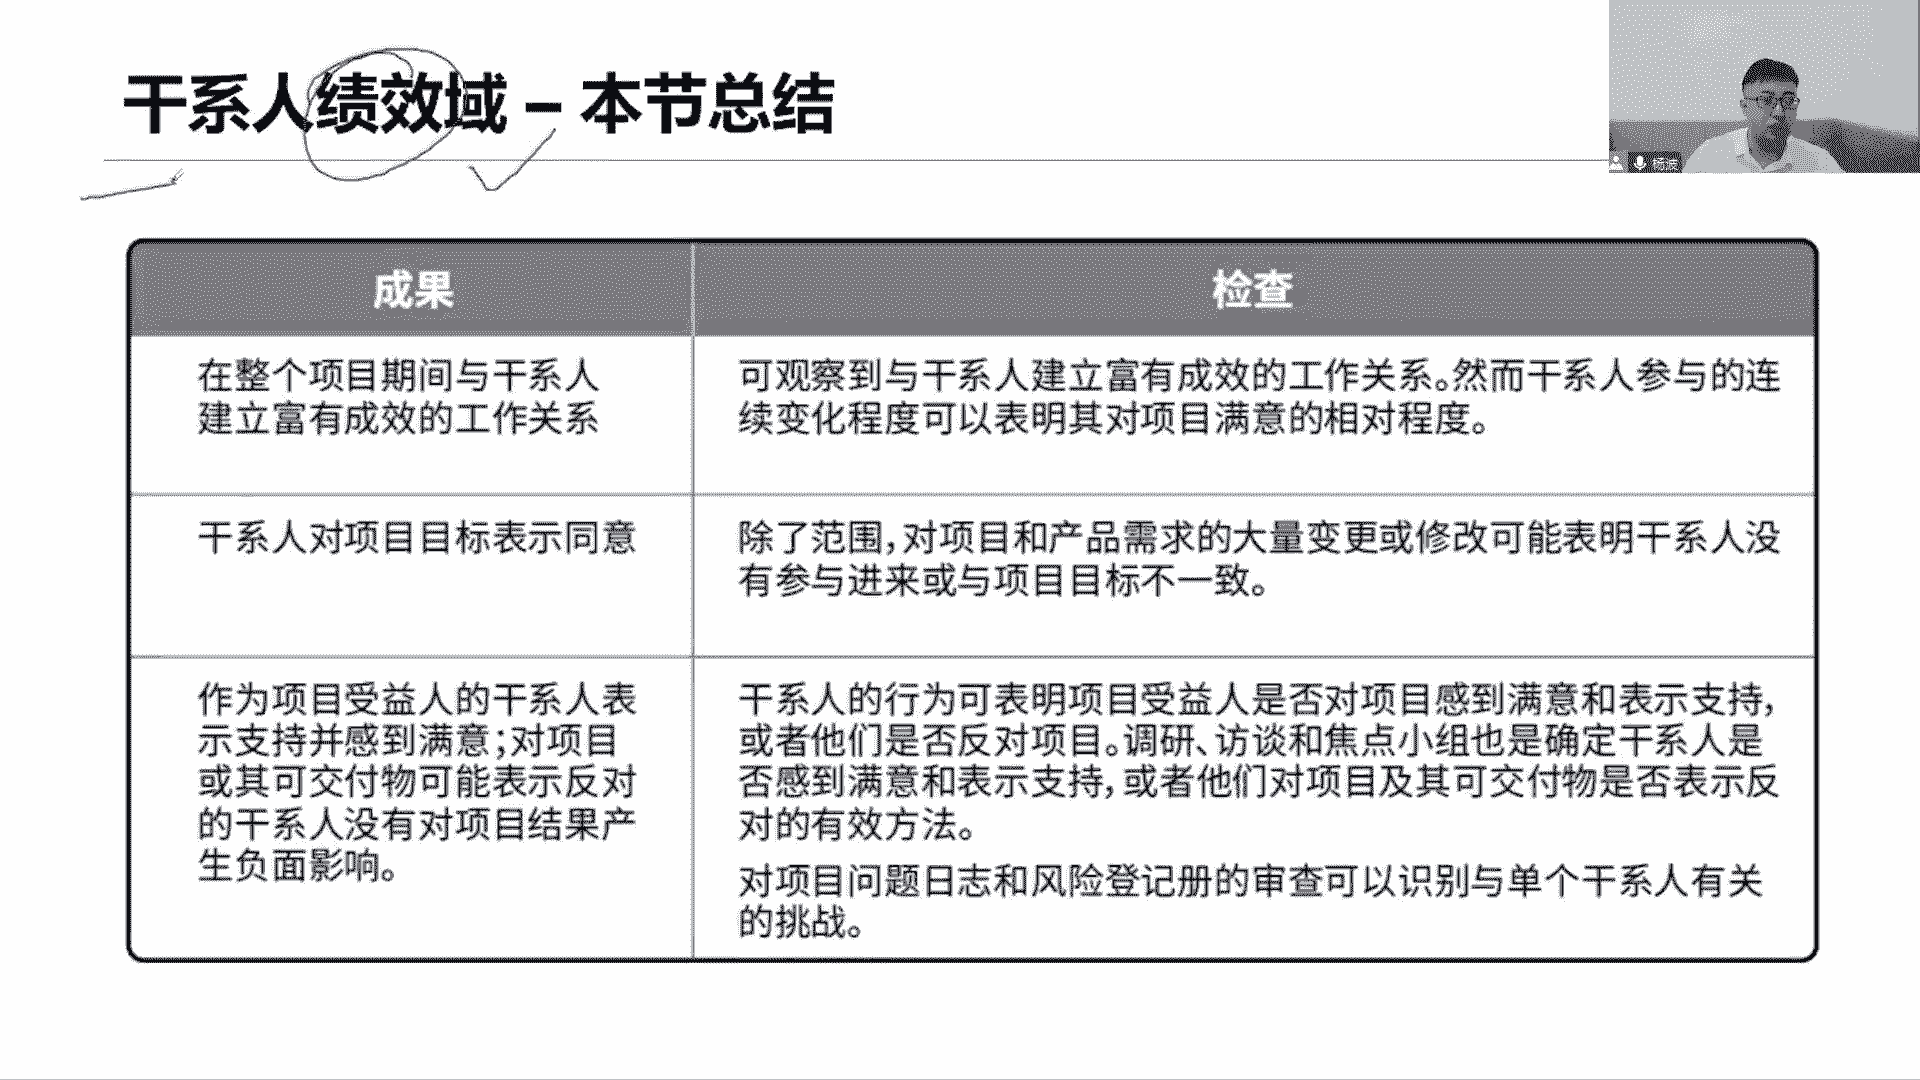 干系人绩效域 – 本节总结
杨波
成果
检查
在整个项目期间与干系人
建立富有成效的工作关系
可观察到与干系人建立富有成效的工作关系。然而干系人参与的连
续变化程度可以表明其对项目满意的相对程度。
干系人对项目目标表示同意
除了范围,对项目和产品需求的大量变更或修改可能表明干系人没
有参与进来或与项目目标不一致。
作为项目受益人的干系人表
示支持并感到满意;对项目
或其可交付物可能表示反对
的干系人没有对项目结果产
生负面影响。
干系人的行为可表明项目受益人是否对项目感到满意和表示支持,
或者他们是否反对项目。调研、访谈和焦点小组也是确定干系人是
否感到满意和表示支持,或者他们对项目及其可交付物是否表示反
对的有效方法。
对项目问题日志和风险登记册的审查可以识别与单个干系人有关
的挑战。